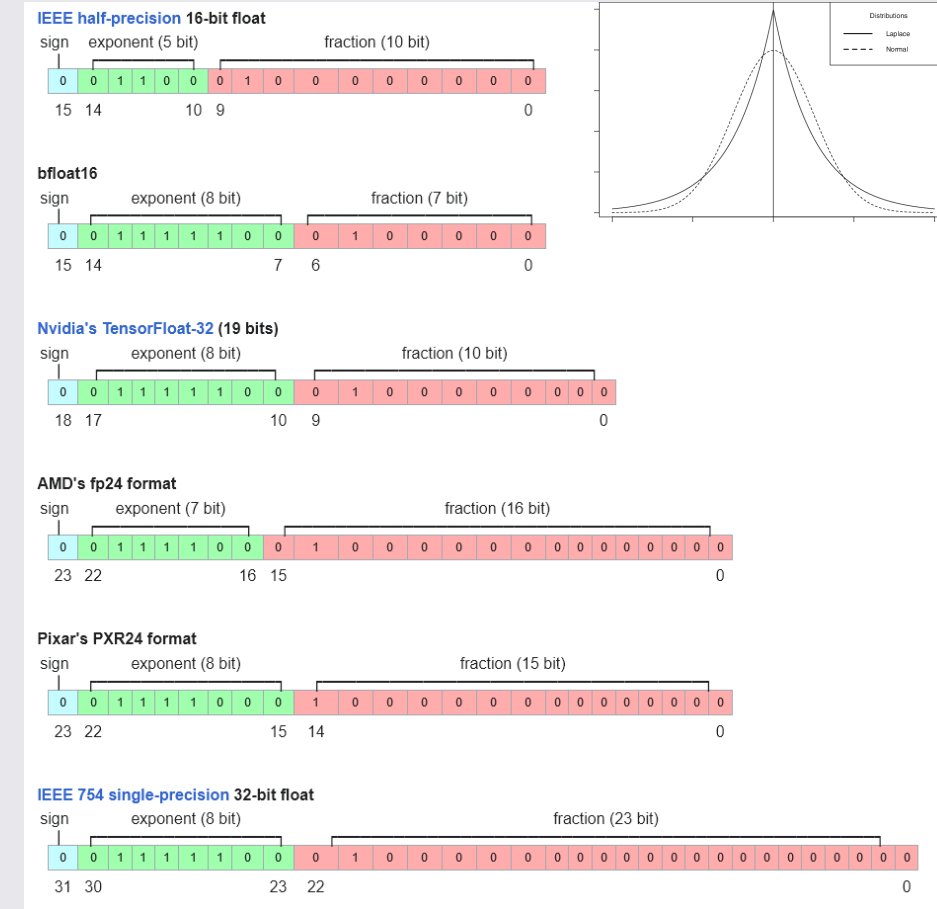 IEEE half-precision 16-bit float
sign exponent (5 bit) fraction (10 bit)
0 0 1 1 0 0 0 1 0 0 0 0 0 0 0 0
15 14 10 9 0
bfloat16
sign exponent (8 bit) fraction (7 bit)
0 0 1 1 1 1 1 0 0 0 1 0 0 0 0 0
15 14 7 6 0
Nvidia's TensorFloat-32 (19 bits)
sign exponent (8 bit) fraction (10 bit)
0 0 1 1 1 1 1 0 0 0 1 0 0 0 0 0 0 0 0
18 17 10 9 0
AMD's fp24 format
sign exponent (7 bit) fraction (16 bit)
0 0 1 1 1 1 0 0 0 1 0 0 0 0 0 0 0 0 0 0 0 0 0 0
23 22 16 15 0
Pixar's PXR24 format
sign exponent (8 bit) fraction (15 bit)
0 0 1 1 1 1 0 0 0 1 0 0 0 0 0 0 0 0 0 0 0 0 0 0
23 22 15 14 0
IEEE 754 single-precision 32-bit float
sign exponent (8 bit) fraction (23 bit)
0 0 1 1 1 1 1 0 0 0 1 0 0 0 0 0 0 0 0 0 0 0 0 0 0 0 0 0 0 0 0 0
31 30 23 22 0
Distributions
Laplace
Normal